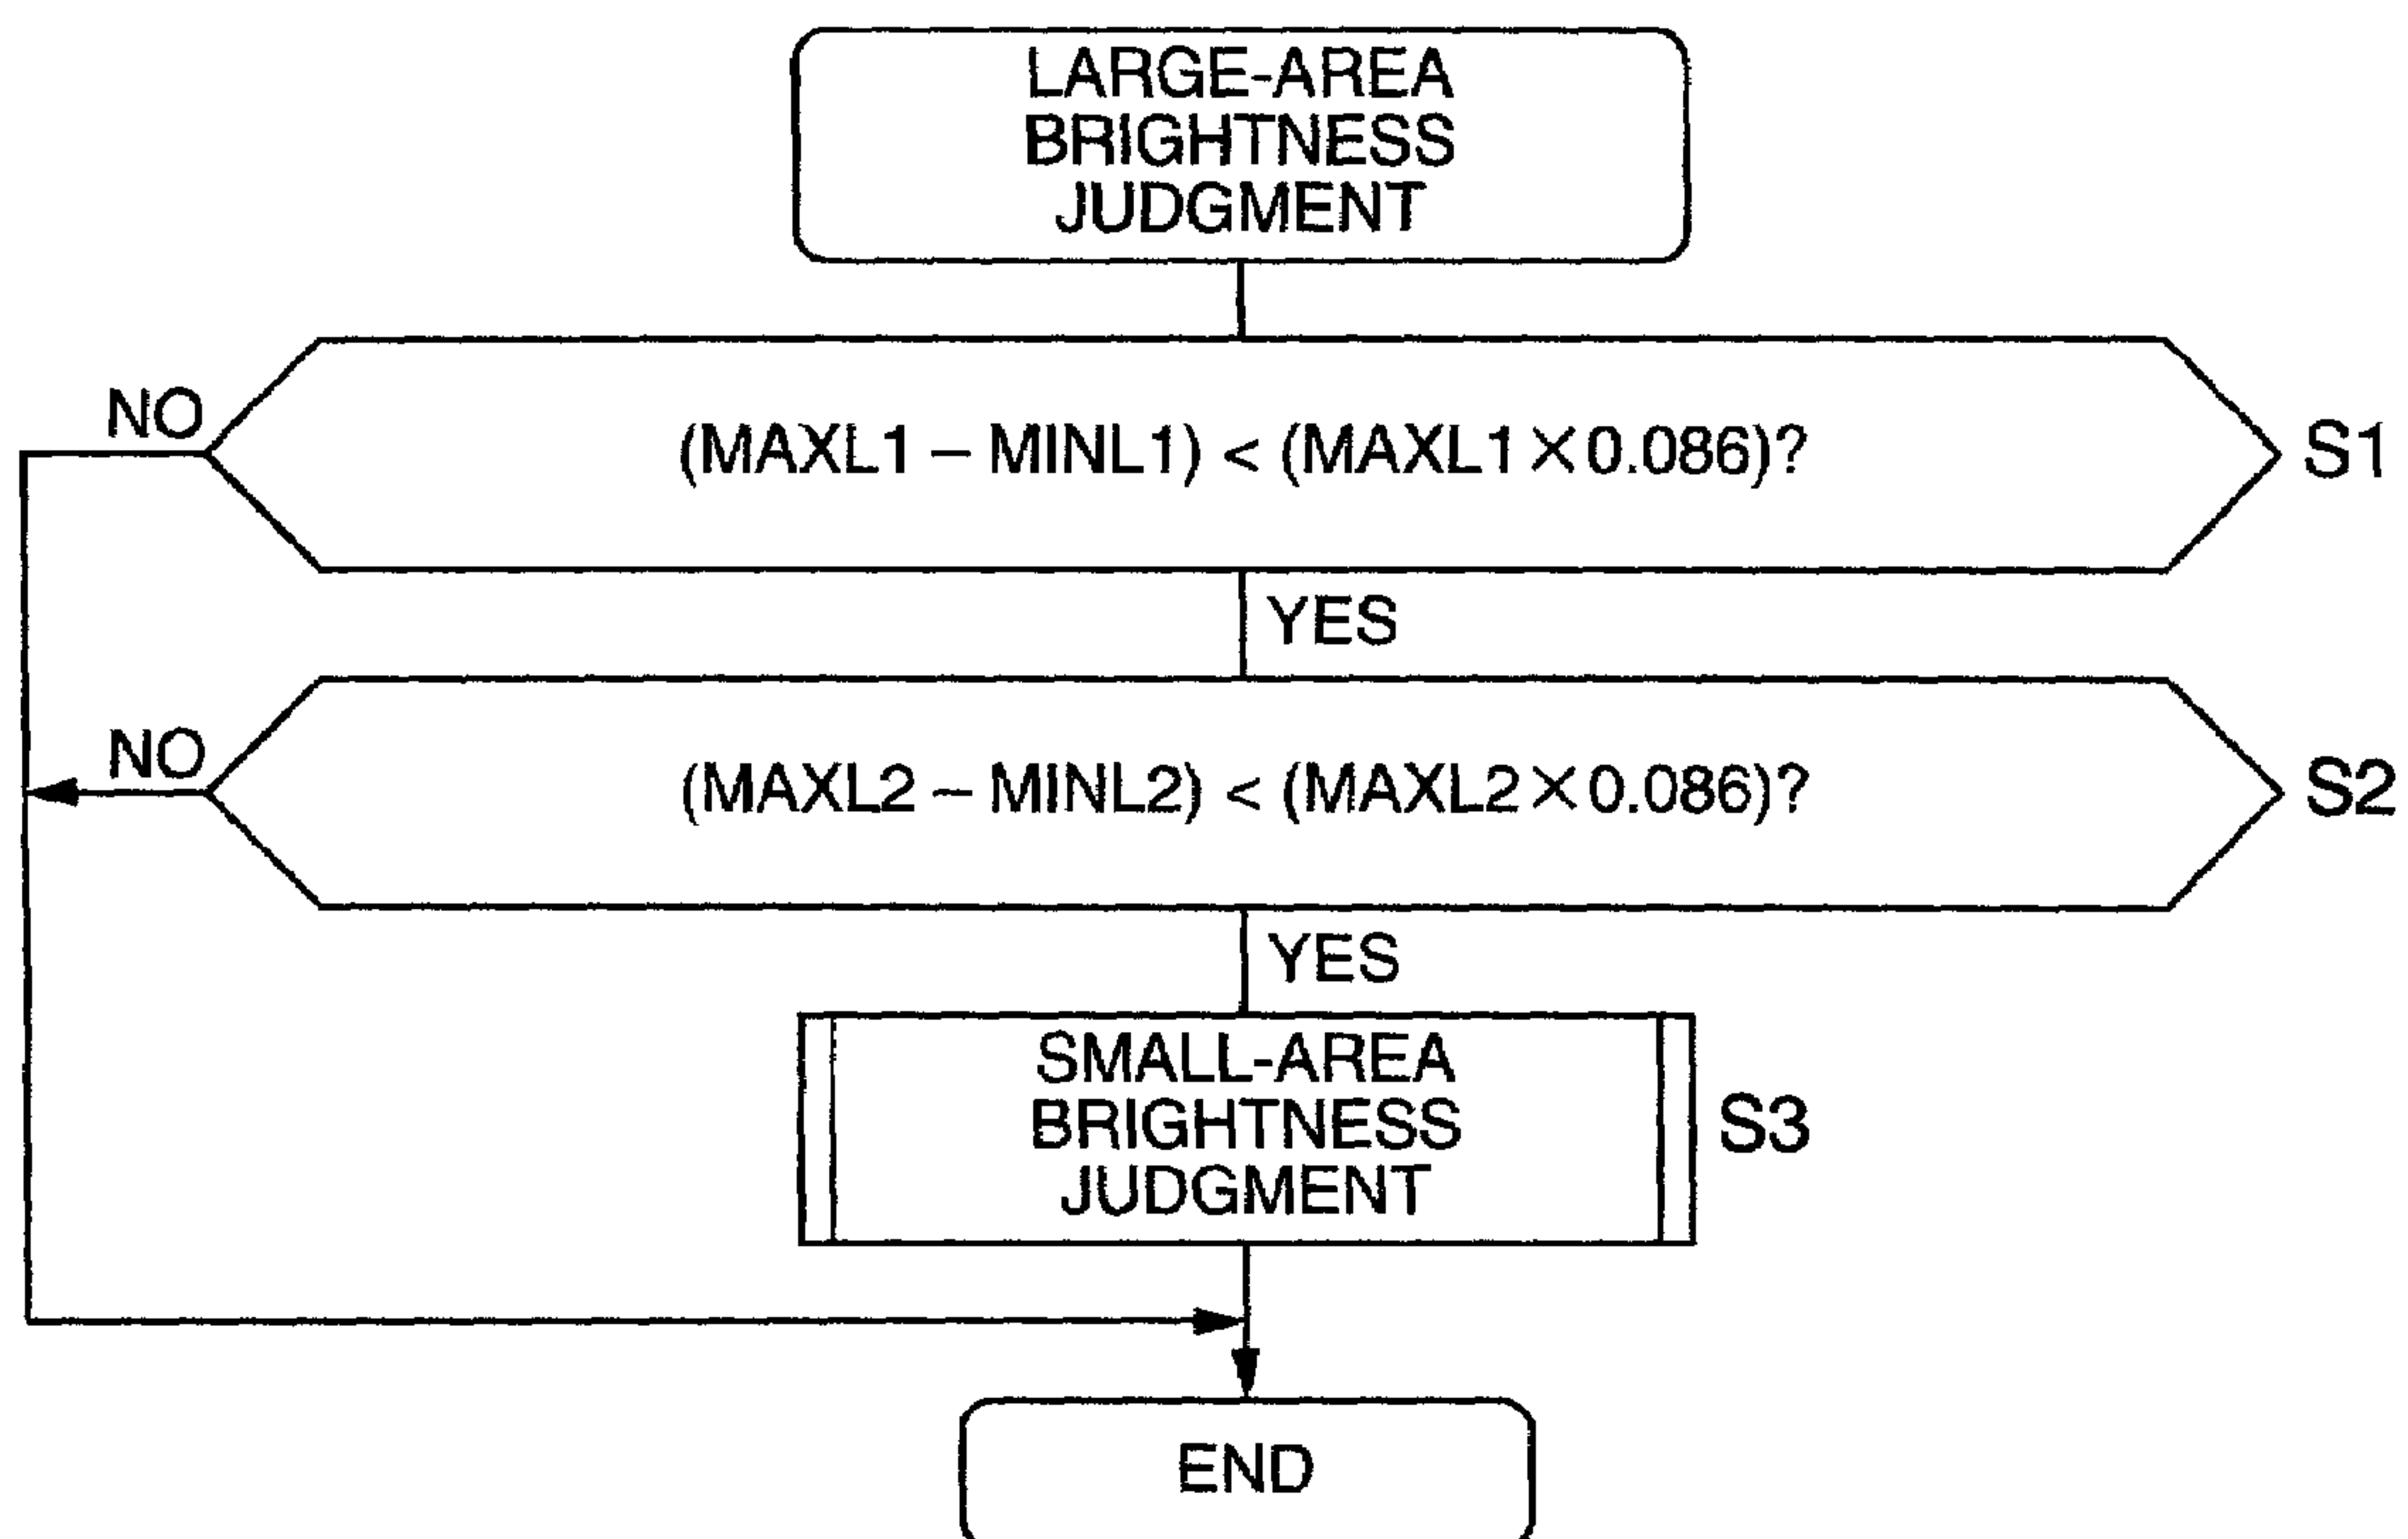 LARGE-AREA
BRIGHTNESS
JUDGMENT
NO
(MAXL1 – MINL1) < (MAXL1×0.086)?
S1
YES
NO
(MAXL2 – MINL2) < (MAXL2×0.086)?
S2
YES
SMALL-AREA
BRIGHTNESS
JUDGMENT
S3
END